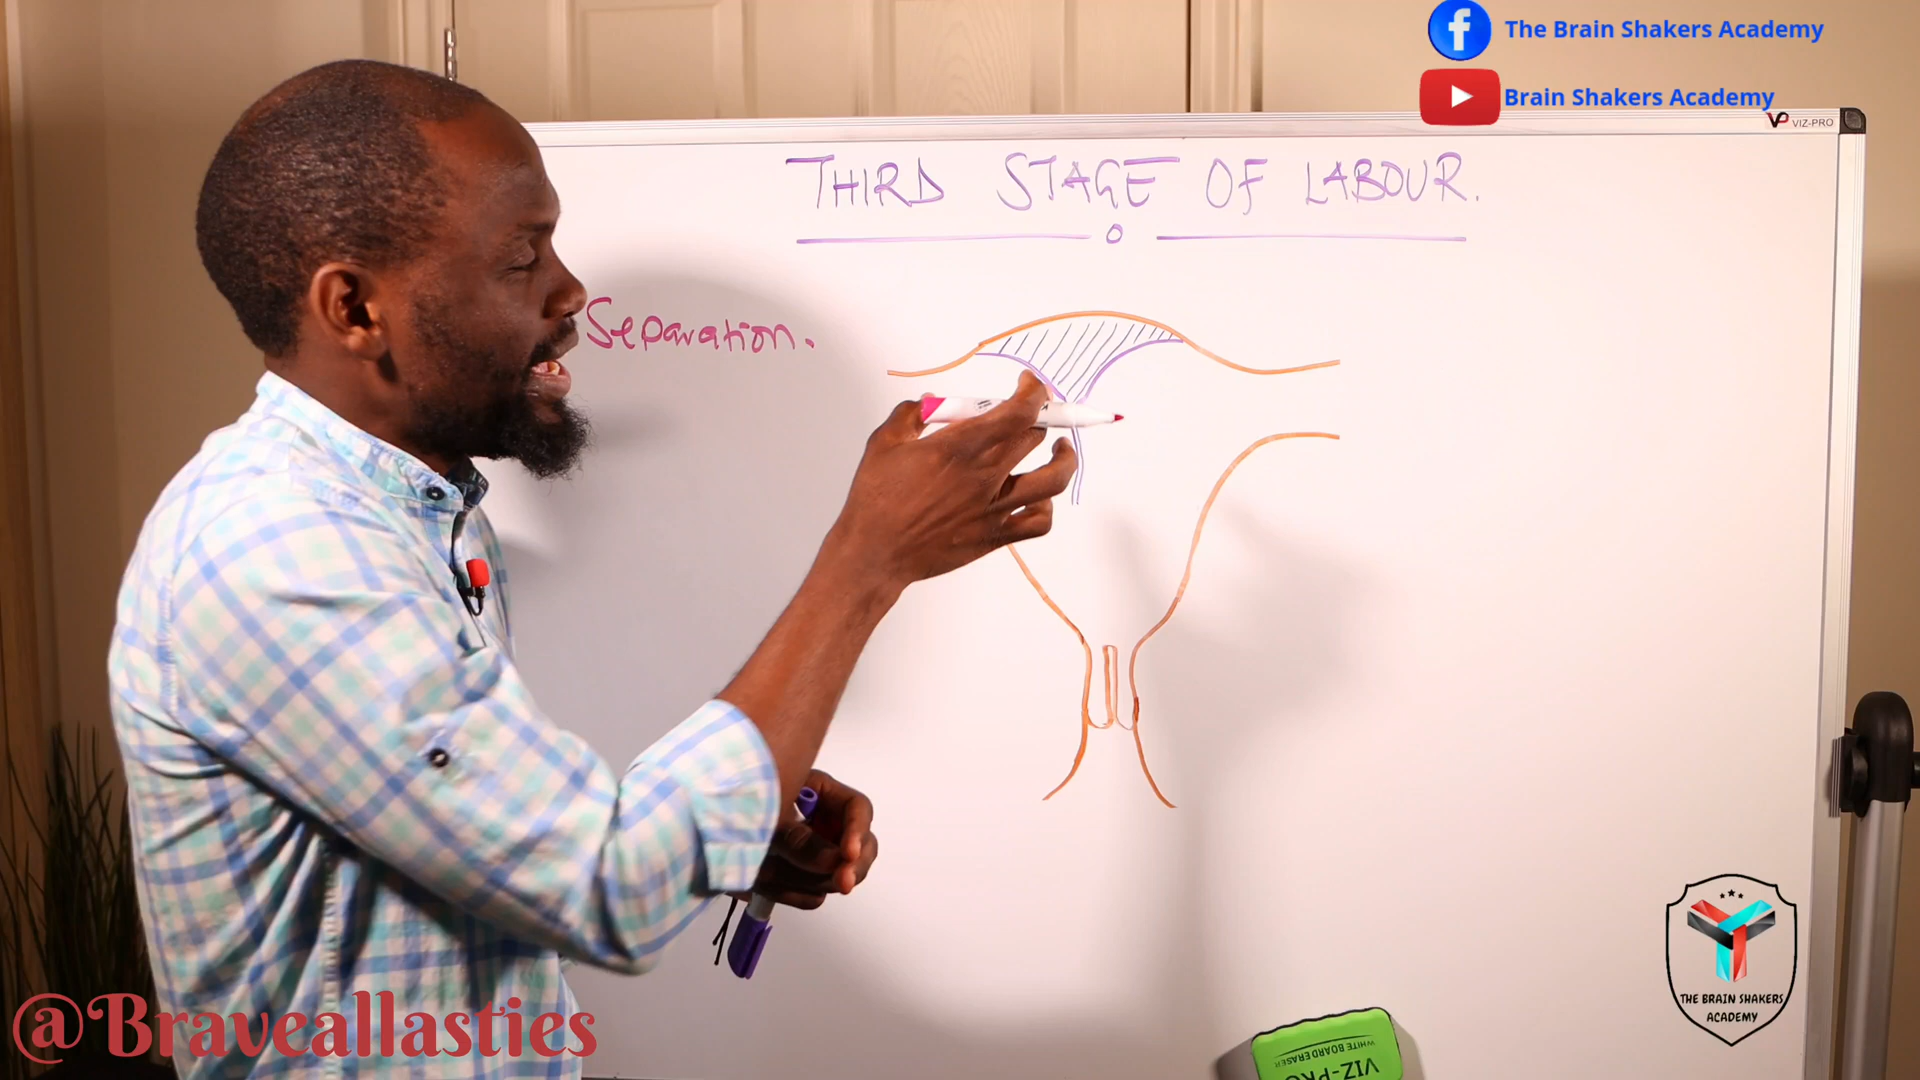 The Brain Shakers Academy
Brain Shakers Academy
VIZ-PRO
THIRD STAGE OF LABOUR.
Separation.
THE BRAIN SHAKERS
ACADEMY
@Braveallasties
WHITE BOARD ERASER
VIZ-PRO